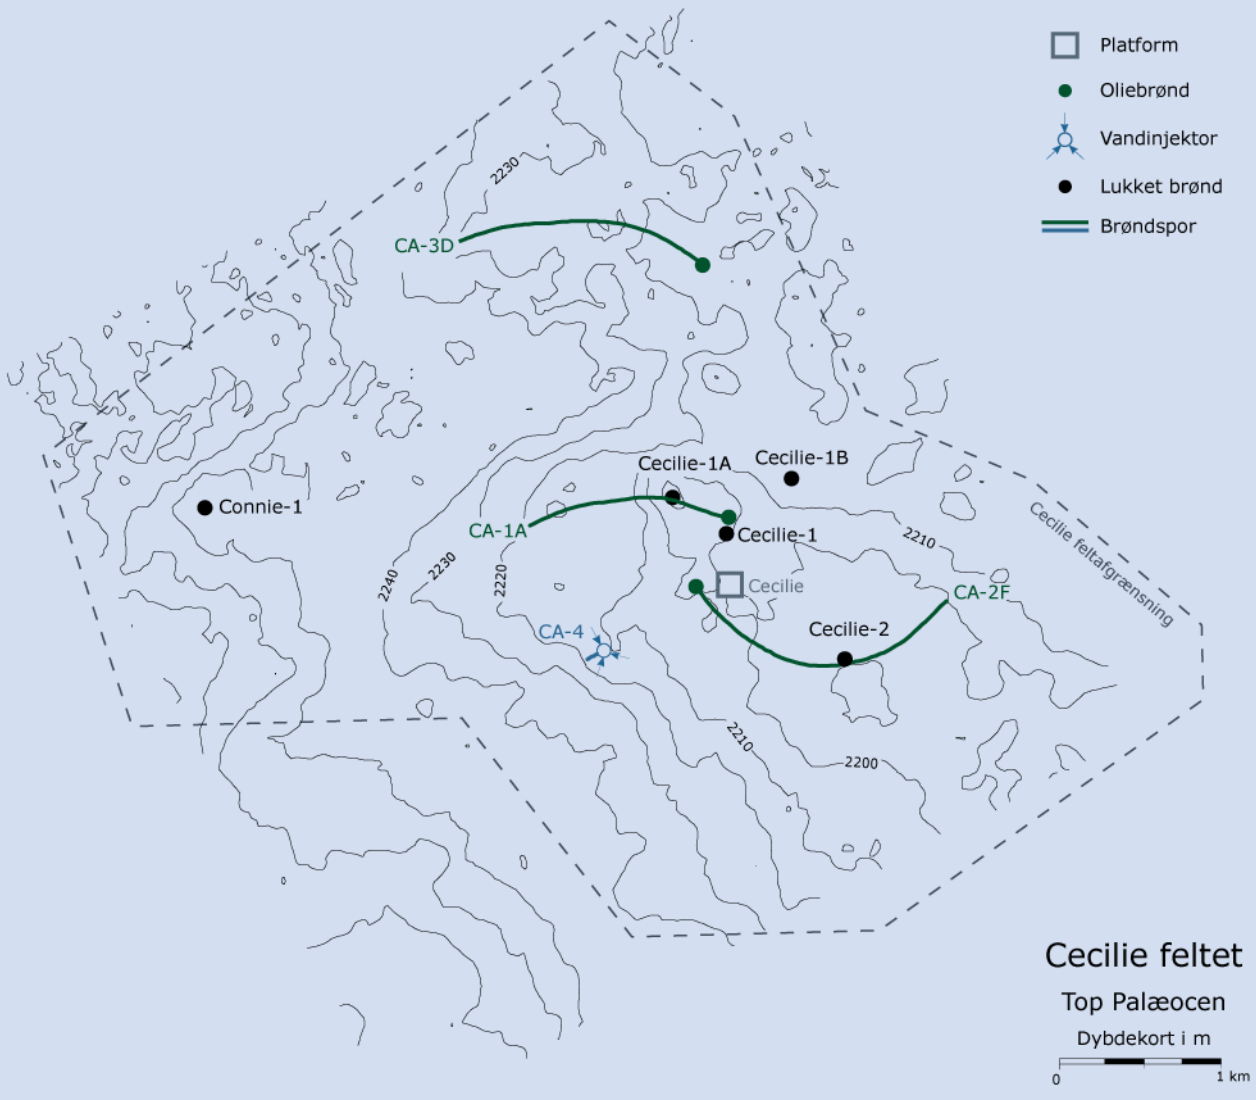 Platform
Oliebrønd
Vandinjektor
Lukket brønd
Brøndspor
2230
CA-3D
Cecilie-1A
Cecilie-1B
Connie-1
CA-1A
Cecilie-1
2210
Cecilie feltafgrænsning
2240
2230
2220
Cecilie
CA-2F
CA-4
Cecilie-2
2210
2200
Cecilie feltet
Top Palæocen
Dybdekort i m
0
1 km